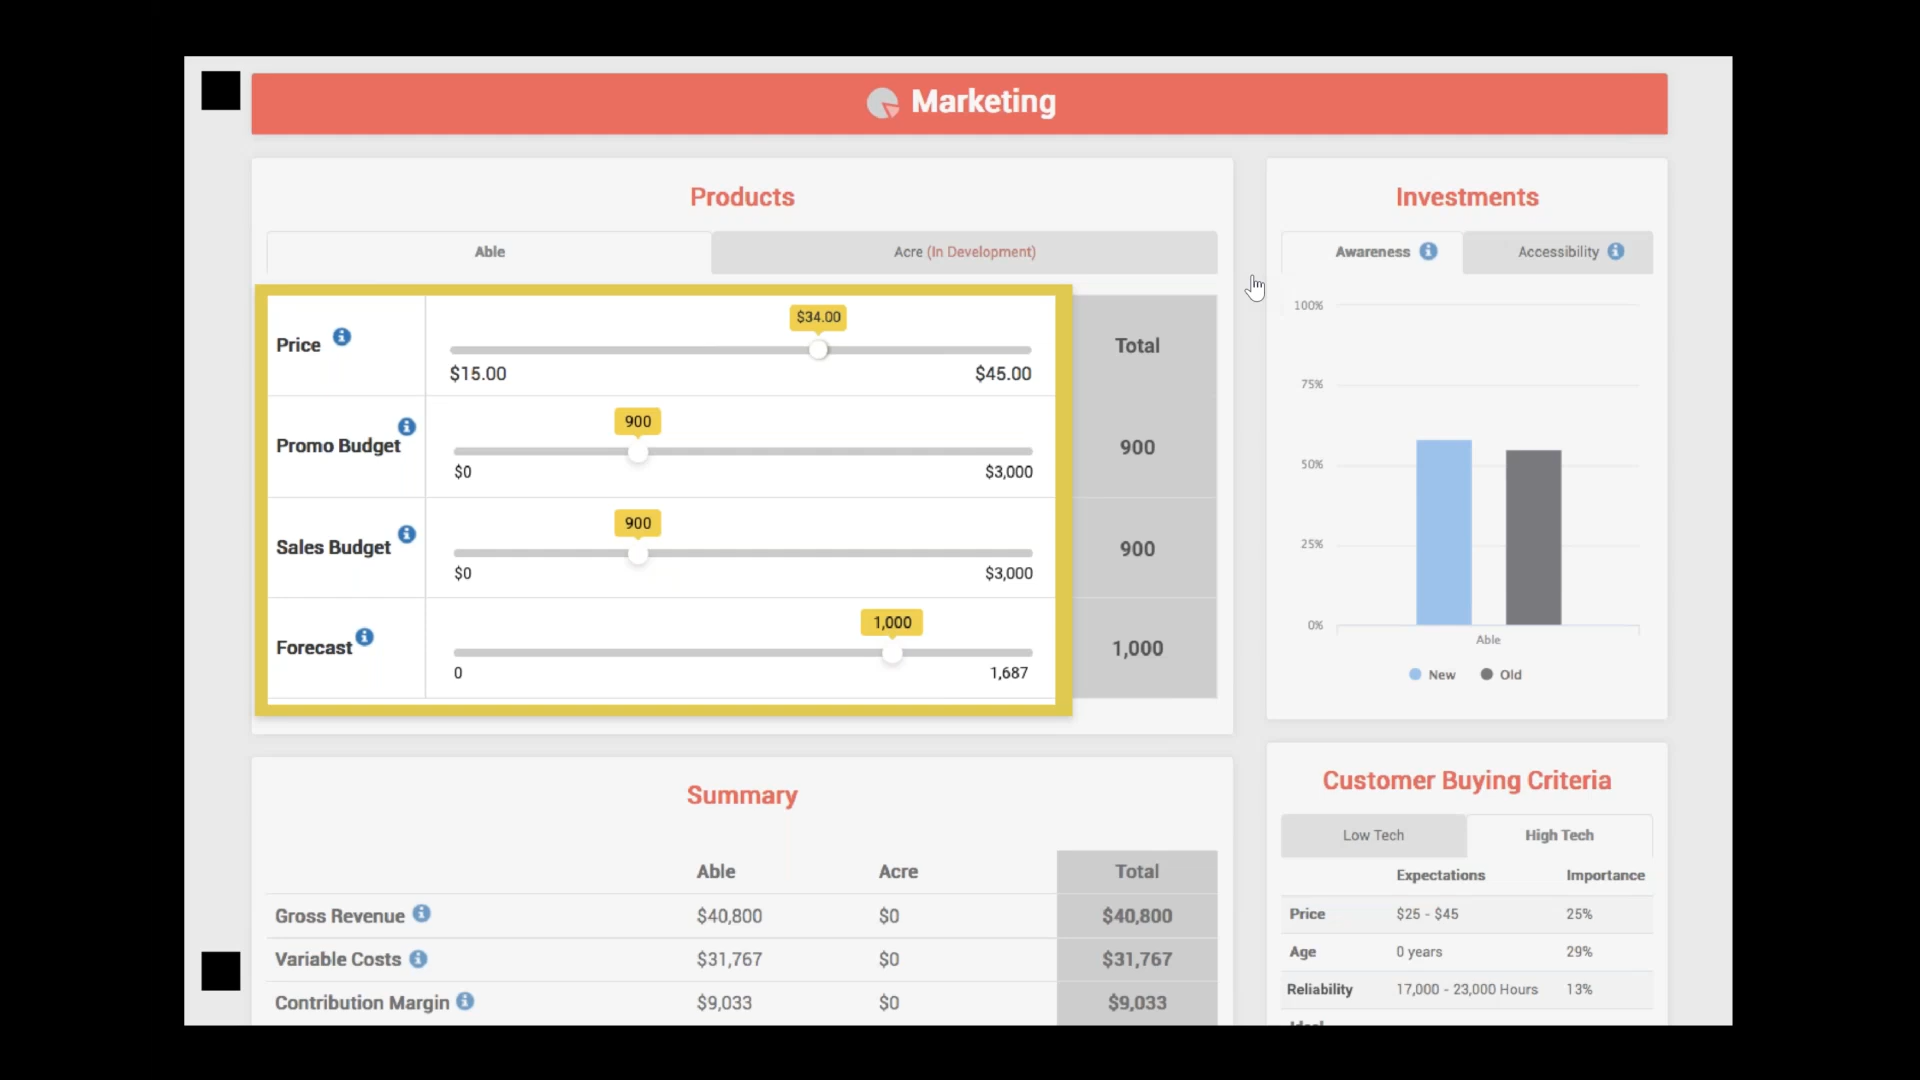 Marketing
Products
Able
Acre (In Development)
Price
$34.00
$15.00
$45.00
Total
Promo Budget
900
$0
$3,000
900
Sales Budget
900
$0
$3,000
900
Forecast
1,000
0
1,687
1,000
Investments
Awareness
Accessibility
100%
75%
50%
25%
0%
Able
New
Old
Summary
Able Acre Total
Gross Revenue $40,800 $0 $40,800
Variable Costs $31,767 $0 $31,767
Contribution Margin $9,033 $0 $9,033
Customer Buying Criteria
Low Tech
High Tech
Expectations Importance
Price $25 - $45 25%
Age 0 years 29%
Reliability 17,000 - 23,000 Hours 13%